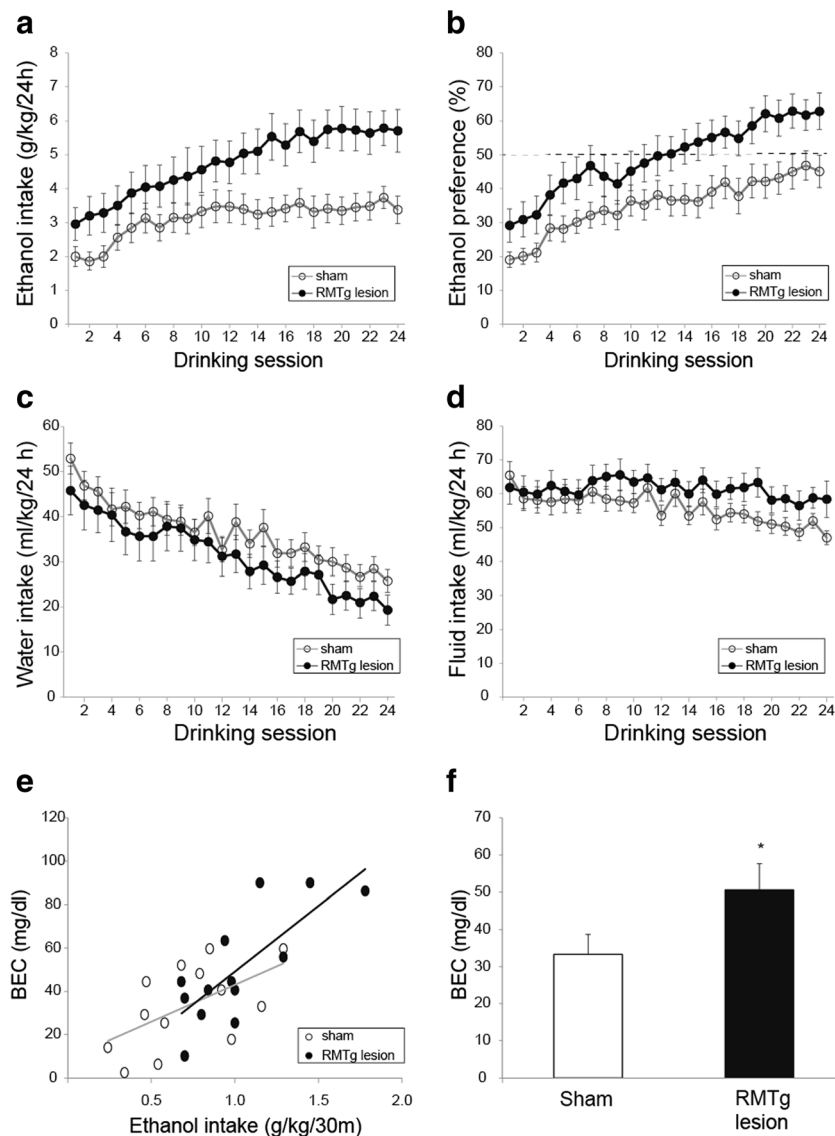 a
Ethanol intake (g/kg/24h)
8
7
6
5
4
3
2
1
0
sham
RMTg lesion
2 4 6 8 10 12 14 16 18 20 22 24
Drinking session
b
Ethanol preference (%)
80
70
60
50
40
30
20
10
0
sham
RMTg lesion
2 4 6 8 10 12 14 16 18 20 22 24
Drinking session
c
Water intake (ml/kg/24 h)
60
50
40
30
20
10
0
sham
RMTg lesion
2 4 6 8 10 12 14 16 18 20 22 24
Drinking session
d
Fluid intake (ml/kg/24 h)
80
70
60
50
40
30
20
10
0
sham
RMTg lesion
2 4 6 8 10 12 14 16 18 20 22 24
Drinking session
e
BEC (mg/dl)
120
100
80
60
40
20
0
sham
RMTg lesion
0.5 1.0 1.5 2.0
Ethanol intake (g/kg/30m)
f
BEC (mg/dl)
70
60
50
40
30
20
10
0
*
Sham
RMTg
lesion